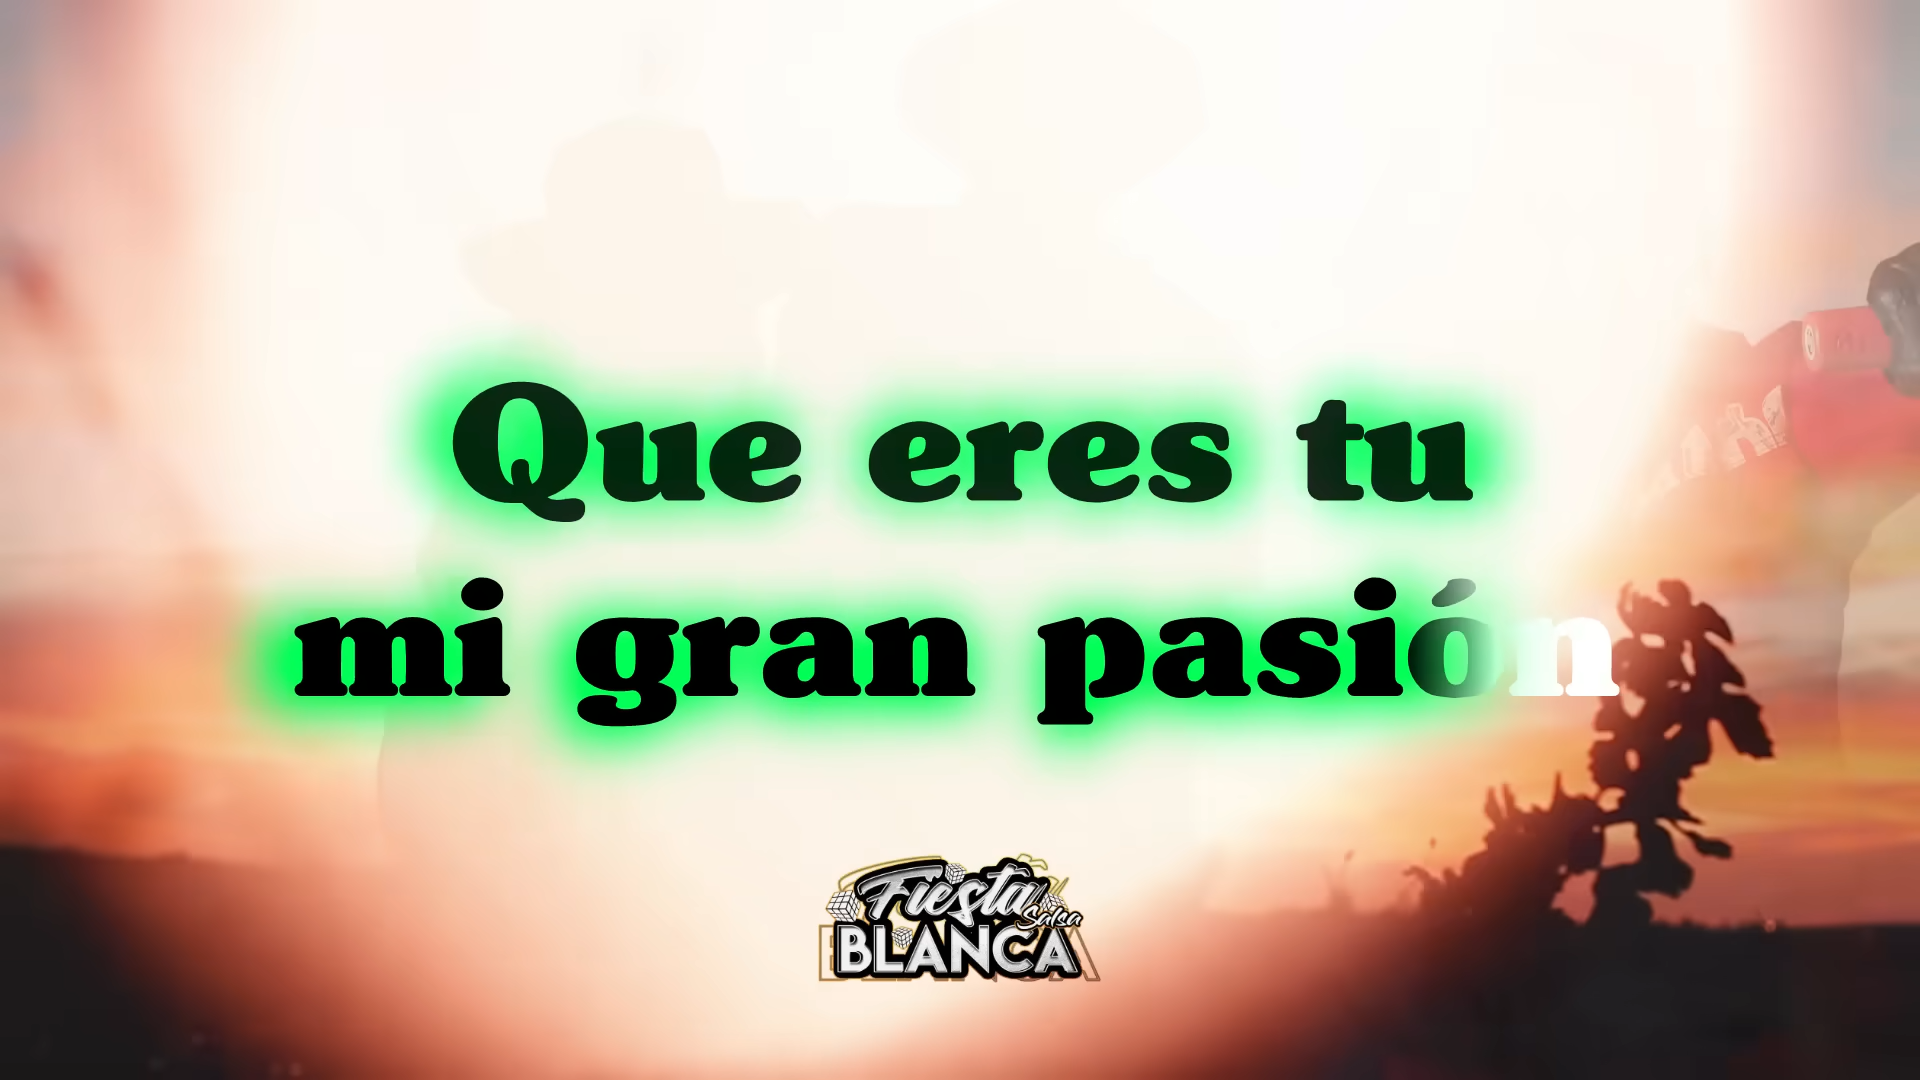 Que eres tu
mi gran pasión
Fiesta
Salsa
BLANCA